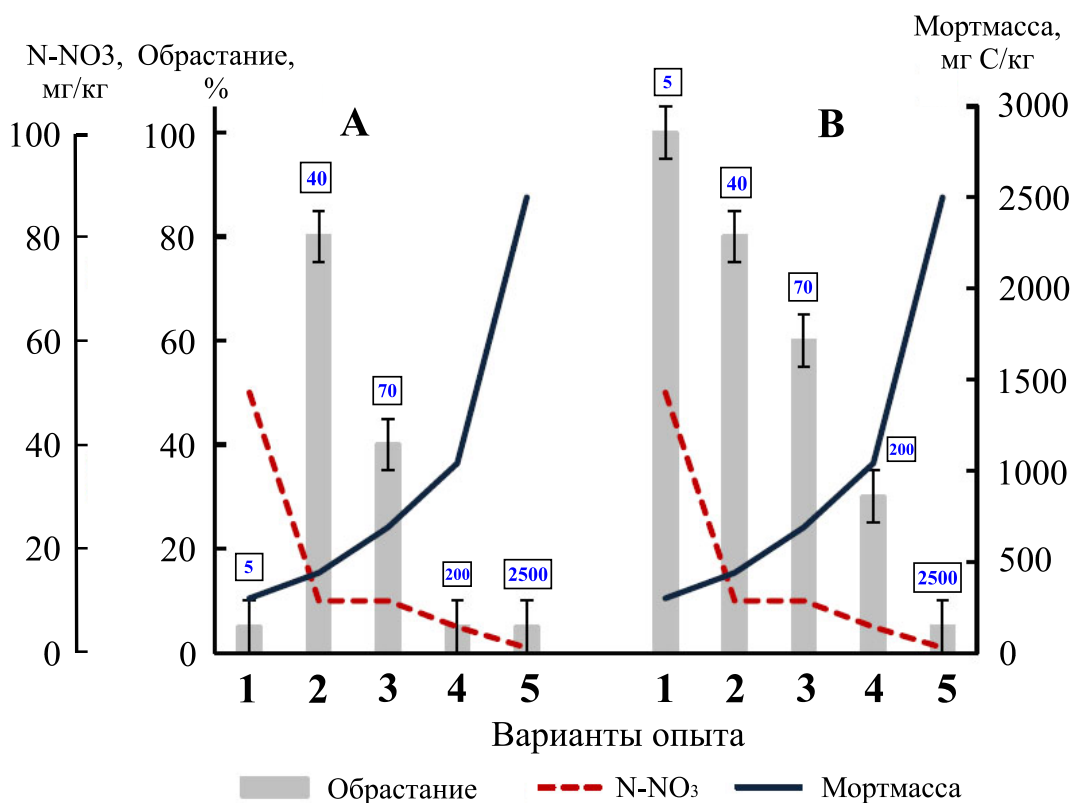 N-NO3,
мг/кг
Обрастание,
%
Мортмасса,
мг С/кг
100
80
60
40
20
0
100
80
60
40
20
0
A
5
40
70
200
2500
B
5
40
70
200
2500
3000
2500
2000
1500
1000
500
0
1 2 3 4 5
1 2 3 4 5
Варианты опыта
Обрастание
N-NO₃
Мортмасса